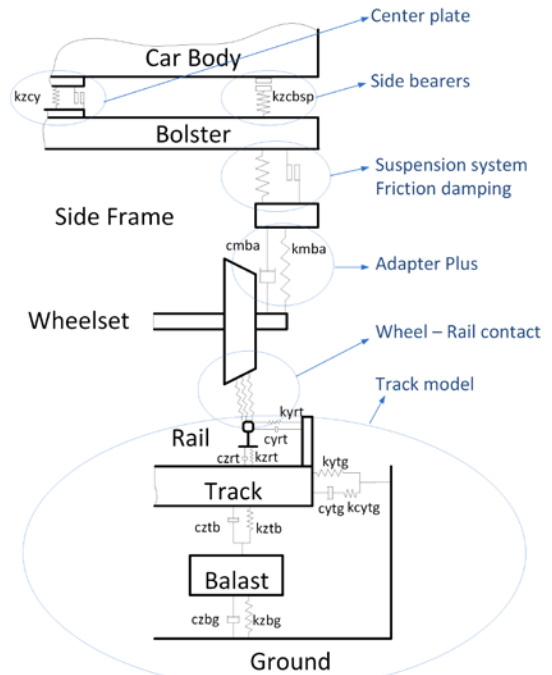 Center plate
Car Body
kzcy
kzcbsp
Side bearers
Bolster
Suspension system
Friction damping
Side Frame
cmba
kmba
Adapter Plus
Wheelset
Wheel – Rail contact
Track model
kyrt
Rail
cyrt
czrt
kzrt
kytg
Track
cytg
kcytg
cztb
kztb
Balast
czbg
kzbg
Ground